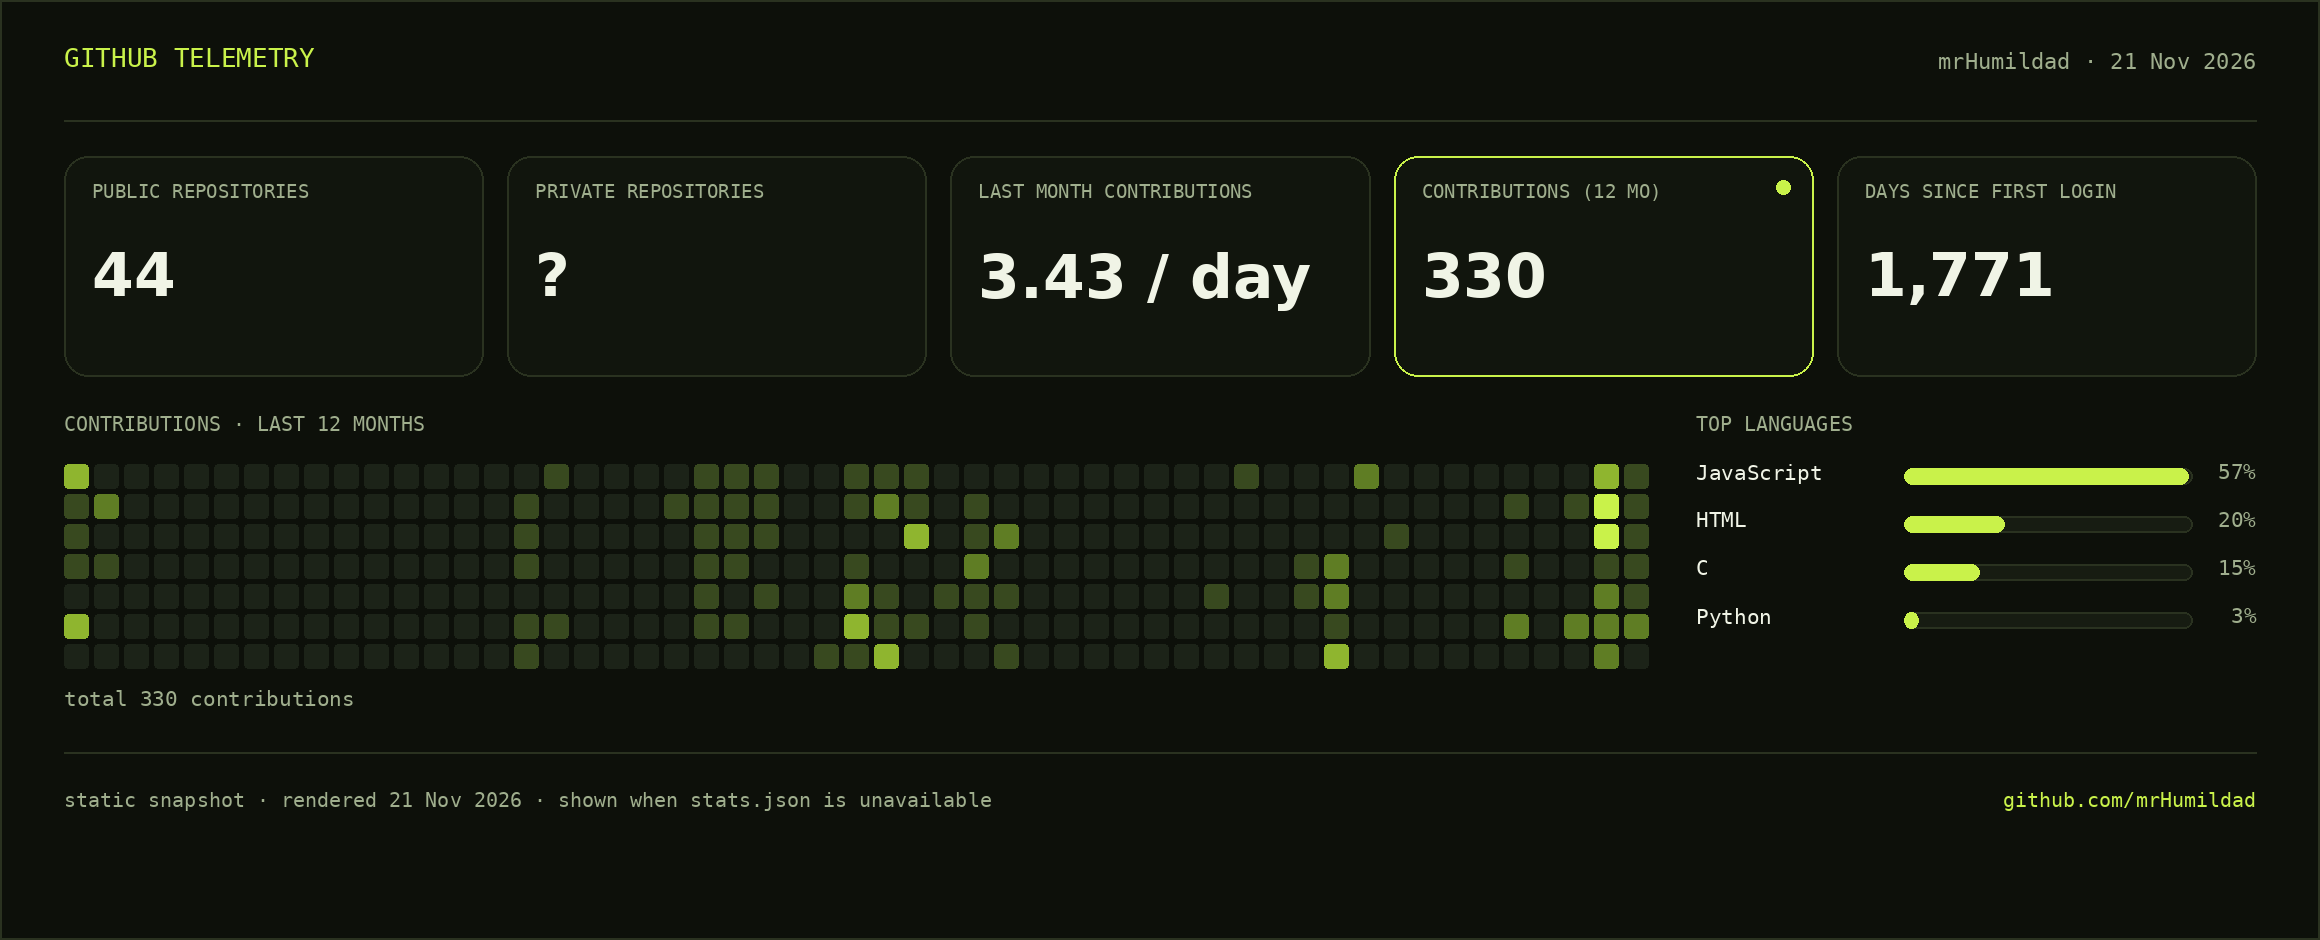 GITHUB TELEMETRY
mrHumildad · 21 Nov 2026
PUBLIC REPOSITORIES
44
PRIVATE REPOSITORIES
?
LAST MONTH CONTRIBUTIONS
3.43 / day
CONTRIBUTIONS (12 MO)
330
DAYS SINCE FIRST LOGIN
1,771
CONTRIBUTIONS · LAST 12 MONTHS
total 330 contributions
TOP LANGUAGES
JavaScript 57%
HTML 20%
C 15%
Python 3%
static snapshot · rendered 21 Nov 2026 · shown when stats.json is unavailable
github.com/mrHumildad